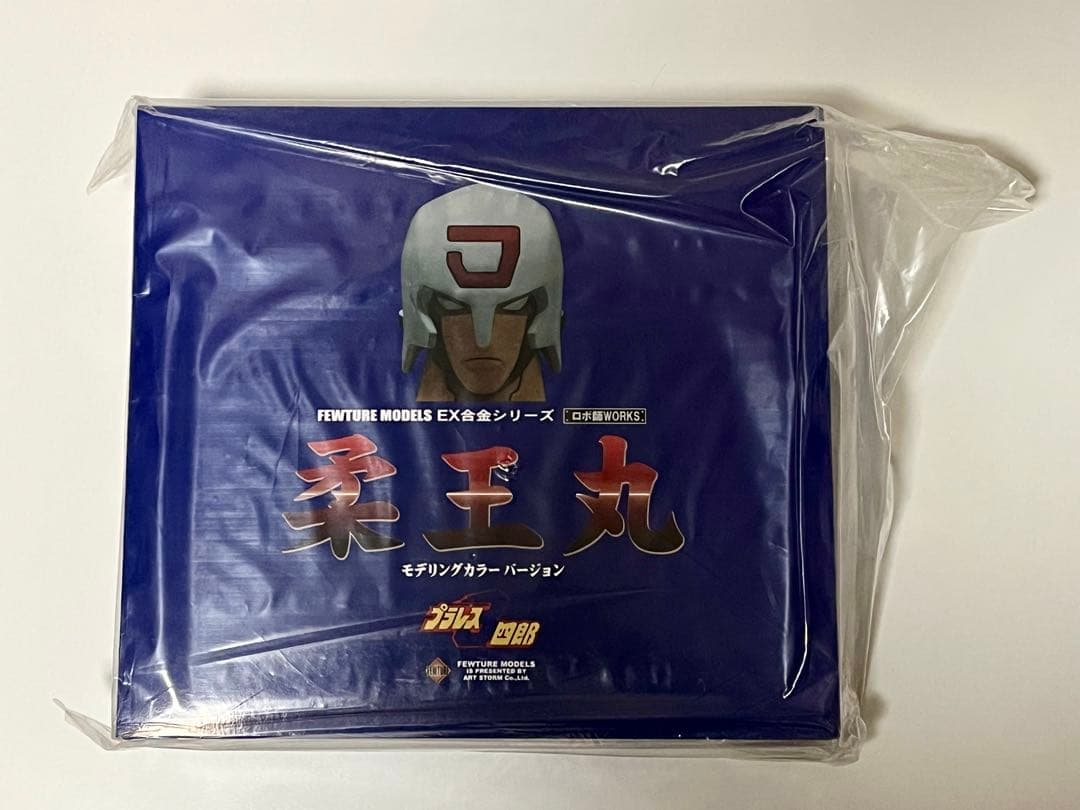 コ
FEWTURE MODELS EX合金シリーズ :ロボ師WORKS:
柔王丸
モデリングカラー バージョン
プラレス3四郎
FEWTURE
FEWTURE MODELS
IS PRESENTED BY
ART STORM Co.,Ltd.